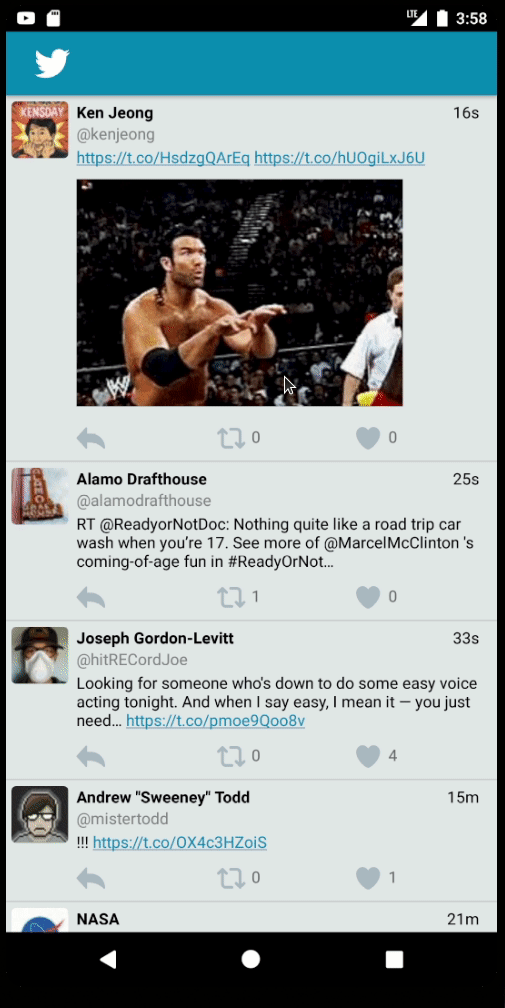 LTE
3:58
KENSDAY
Ken Jeong
16s
@kenjeong
https://t.co/HsdzgQArEq https://t.co/hUOgiLxJ6U
W
0
0
Alamo Drafthouse
25s
@alamodrafthouse
RT @ReadyorNotDoc: Nothing quite like a road trip car
wash when you’re 17. See more of @MarcelMcClinton 's
coming-of-age fun in #ReadyOrNot…
1
0
Joseph Gordon-Levitt
33s
@hitRECordJoe
Looking for someone who's down to do some easy voice
acting tonight. And when I say easy, I mean it — you just
need… https://t.co/pmoe9Qoo8v
0
4
Andrew "Sweeney" Todd
15m
@mistertodd
!!! https://t.co/OX4c3HZoiS
0
1
NASA
21m